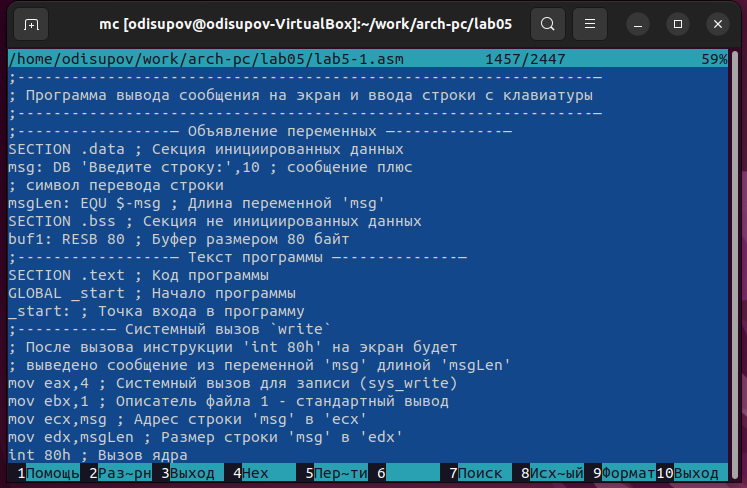 mc [odisupov@odisupov-VirtualBox]:~/work/arch-pc/lab05
/home/odisupov/work/arch-pc/lab05/lab5-1.asm 1457/2447 59%
;---------------------------------------------------------------—
; Программа вывода сообщения на экран и ввода строки с клавиатуры
;---------------------------------------------------------------—
;-----------------— Объявление переменных —------------—
SECTION .data ; Секция инициированных данных
msg: DB 'Введите строку:',10 ; сообщение плюс
; символ перевода строки
msgLen: EQU $-msg ; Длина переменной 'msg'
SECTION .bss ; Секция не инициированных данных
buf1: RESB 80 ; Буфер размером 80 байт
;-----------------— Текст программы —-------------—
SECTION .text ; Код программы
GLOBAL _start ; Начало программы
_start: ; Точка входа в программу
;----------— Системный вызов `write`
; После вызова инструкции 'int 80h' на экран будет
; выведено сообщение из переменной 'msg' длиной 'msgLen'
mov eax,4 ; Системный вызов для записи (sys_write)
mov ebx,1 ; Описатель файла 1 - стандартный вывод
mov ecx,msg ; Адрес строки 'msg' в 'ecx'
mov edx,msgLen ; Размер строки 'msg' в 'edx'
int 80h ; Вызов ядра
1Помощь 2Раз~рн 3Выход 4Hex 5Пер~ти 6 7Поиск 8Исх~ый 9Формат 10Выход